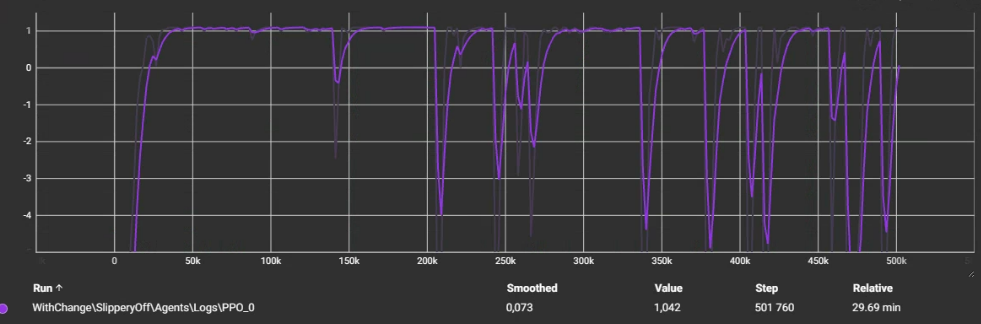 1
0
-1
-2
-3
-4
0 50k 100k 150k 200k 250k 300k 350k 400k 450k 500k
Run ↑ Smoothed Value Step Relative
WithChange\SlipperyOff\Agents\Logs\PPO_0 0,073 1,042 501 760 29.69 min